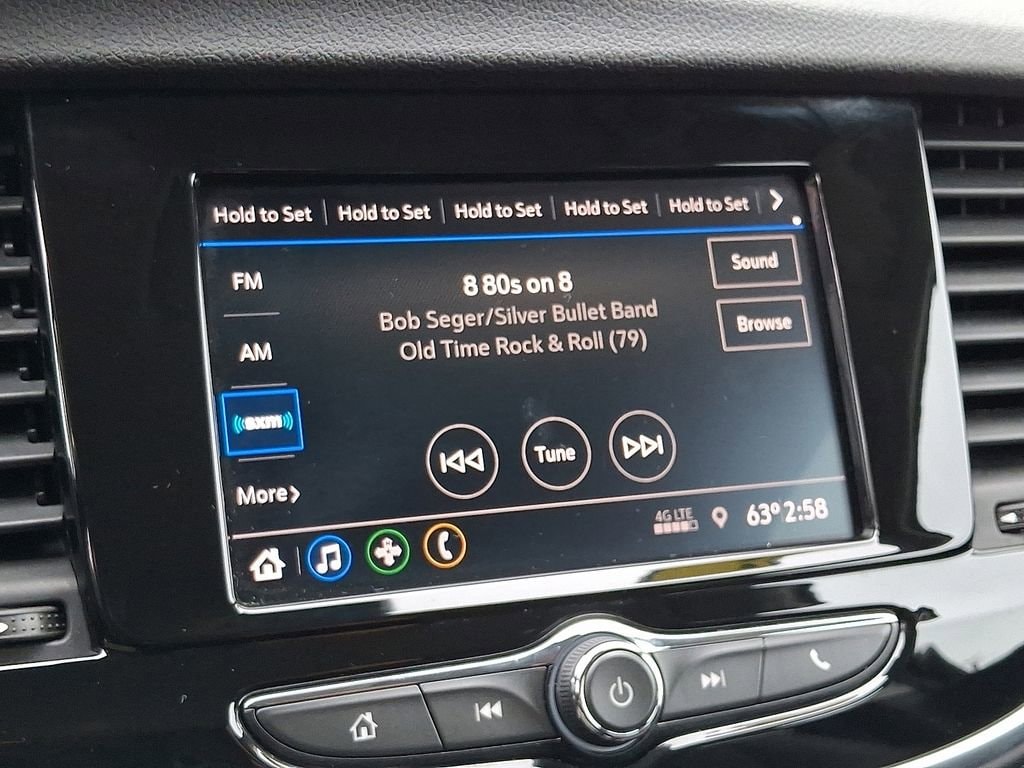 Hold to Set Hold to Set Hold to Set Hold to Set Hold to Set
FM
8 80s on 8
Sound
Bob Seger/Silver Bullet Band
Browse
AM
Old Time Rock & Roll (79)
sxm
Tune
More
4G LTE
63° 2:58